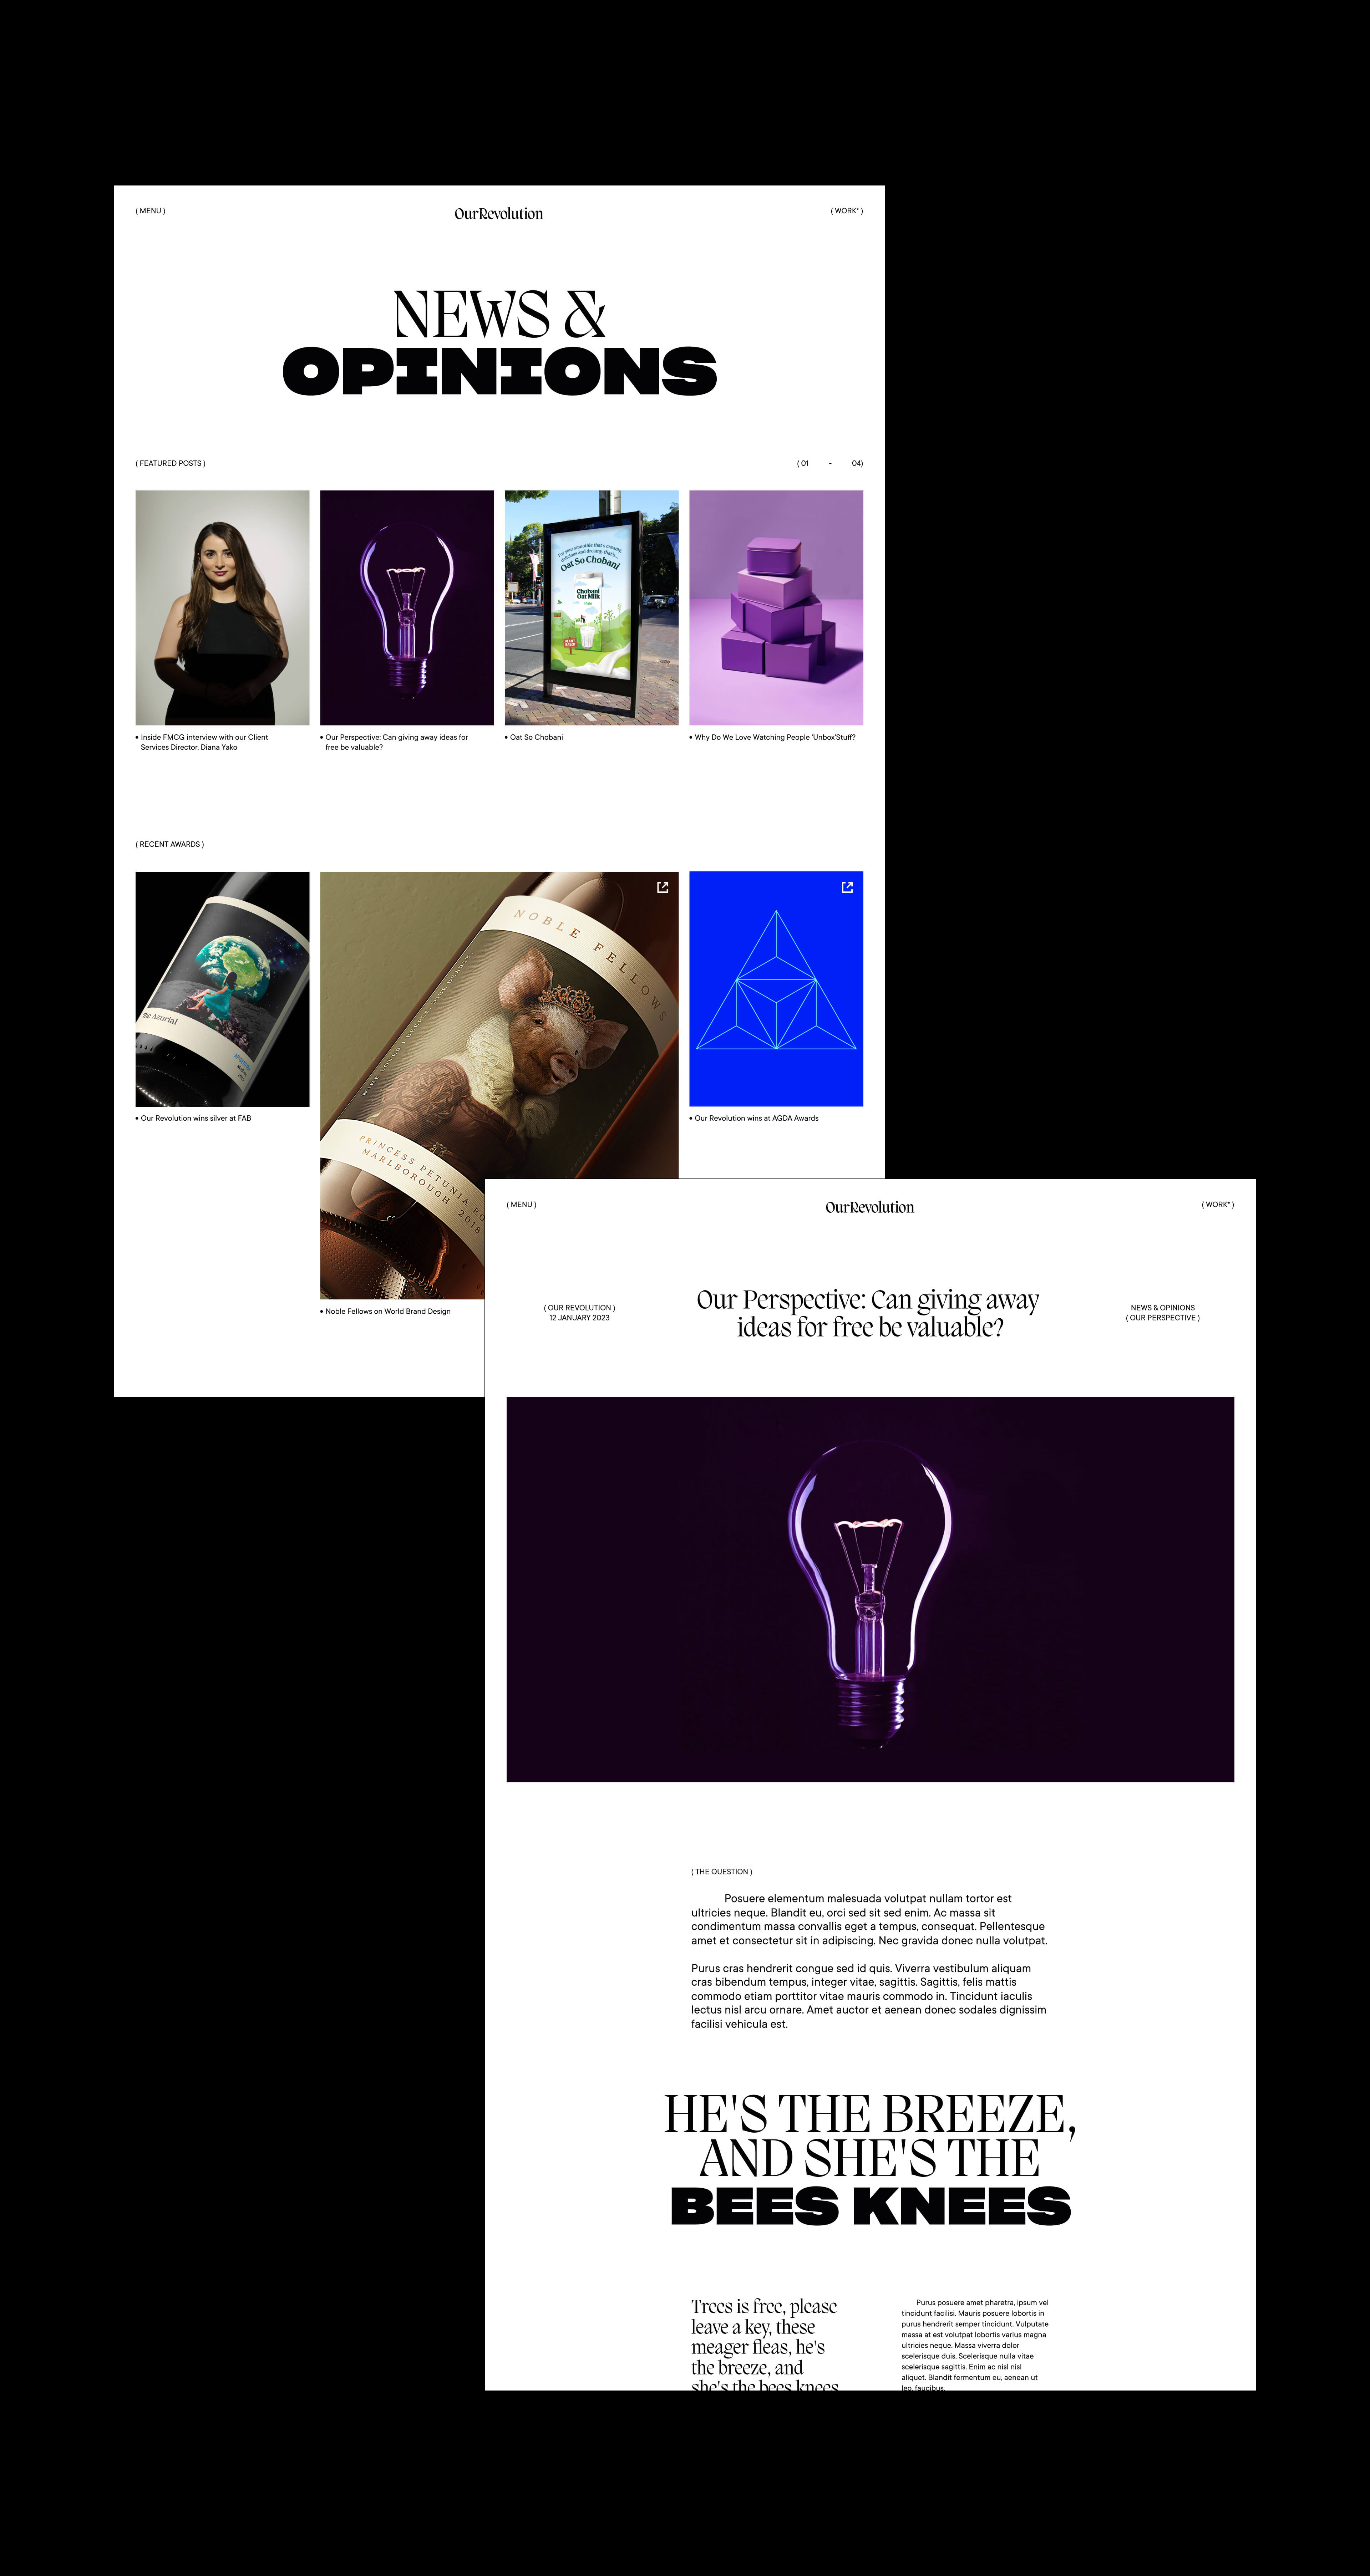 ( MENU )
OurRevolution
( WORK* )
NEWS &
OPINIONS
( FEATURED POSTS )
( 01 - 04)
For your smoothie that's creamy,
delicious and dreamy, that's...
Oat So Chobani
Chobani
Oat Milk
Plain
PLANT
BASED
• Inside FMCG interview with our Client
Services Director, Diana Yako
• Our Perspective: Can giving away ideas for
free be valuable?
• Oat So Chobani
• Why Do We Love Watching People 'Unbox'Stuff?
( RECENT AWARDS )
The Azurial
NOBLE FELLOWS
PRINCESS PETUNIA RO
MARLBOROUGH 2018
• Our Revolution wins silver at FAB
• Noble Fellows on World Brand Design
• Our Revolution wins at AGDA Awards
( MENU )
OurRevolution
( WORK* )
( OUR REVOLUTION )
12 JANUARY 2023
Our Perspective: Can giving away
ideas for free be valuable?
NEWS & OPINIONS
( OUR PERSPECTIVE )
( THE QUESTION )
Posuere elementum malesuada volutpat nullam tortor est
ultricies neque. Blandit eu, orci sed sit sed enim. Ac massa sit
condimentum massa convallis eget a tempus, consequat. Pellentesque
amet et consectetur sit in adipiscing. Nec gravida donec nulla volutpat.
Purus cras hendrerit congue sed id quis. Viverra vestibulum aliquam
cras bibendum tempus, integer vitae, sagittis. Sagittis, felis mattis
commodo etiam porttitor vitae mauris commodo in. Tincidunt iaculis
lectus nisl arcu ornare. Amet auctor et aenean donec sodales dignissim
facilisi vehicula est.
HE'S THE BREEZE,
AND SHE'S THE
BEES KNEES
Trees is free, please
leave a key, these
meager fleas, he's
the breeze, and
she's the bees knees
Purus posuere amet pharetra, ipsum vel
tincidunt facilisi. Mauris posuere lobortis in
purus hendrerit semper tincidunt. Vulputate
massa at est volutpat lobortis varius magna
ultricies neque. Massa viverra dolor
scelerisque duis. Scelerisque nulla vitae
scelerisque sagittis. Enim ac nisl nisl
aliquet. Blandit fermentum eu, aenean ut
leo, faucibus.